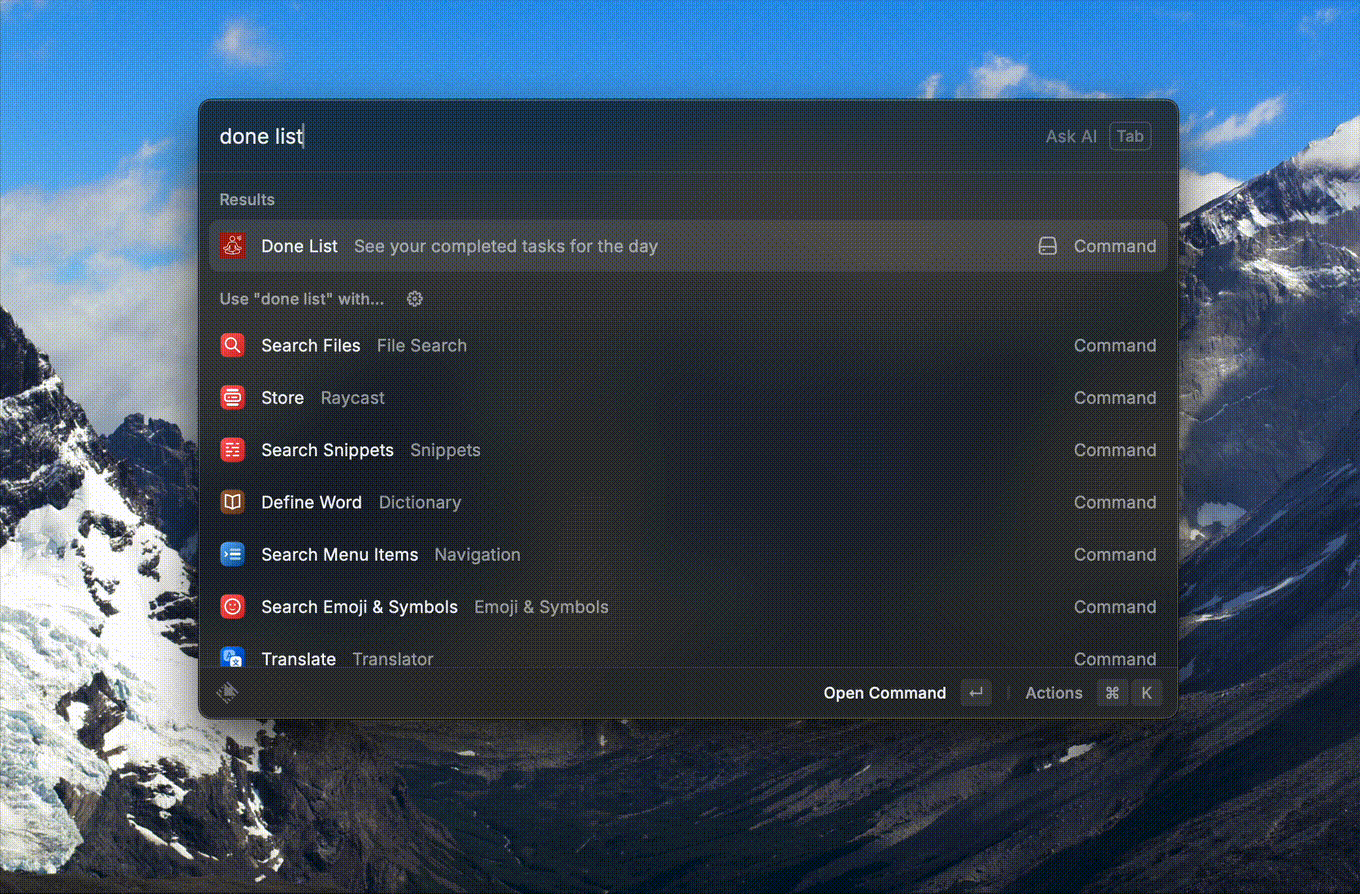 done list Ask AI Tab
Results
Done List See your completed tasks for the day Command
Use "done list" with...
Search Files File Search Command
Store Raycast Command
Search Snippets Snippets Command
Define Word Dictionary Command
Search Menu Items Navigation Command
Search Emoji & Symbols Emoji & Symbols Command
Translate Translator Command
Open Command ↵ Actions ⌘ K